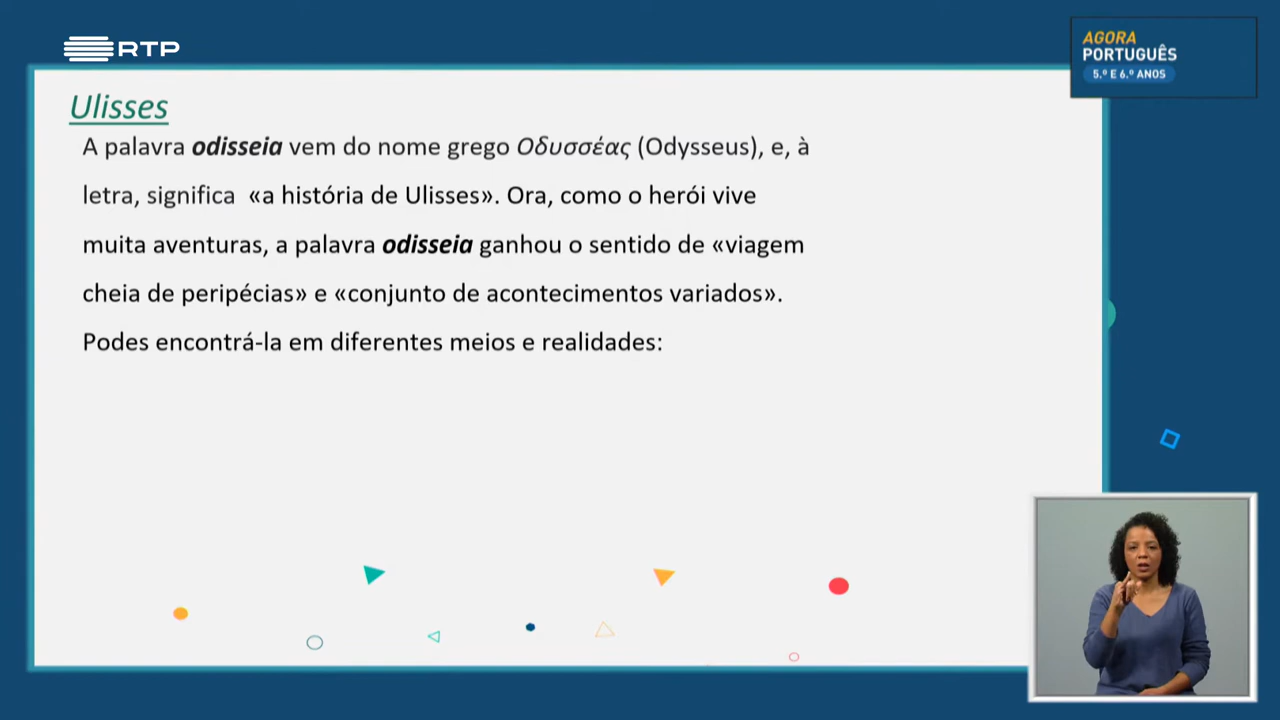 RTP
AGORA
PORTUGUÊS
5.º E 6.º ANOS
Ulisses
A palavra odisseia vem do nome grego Οδυσσέας (Odysseus), e, à
letra, significa «a história de Ulisses». Ora, como o herói vive
muita aventuras, a palavra odisseia ganhou o sentido de «viagem
cheia de peripécias» e «conjunto de acontecimentos variados».
Podes encontrá-la em diferentes meios e realidades: